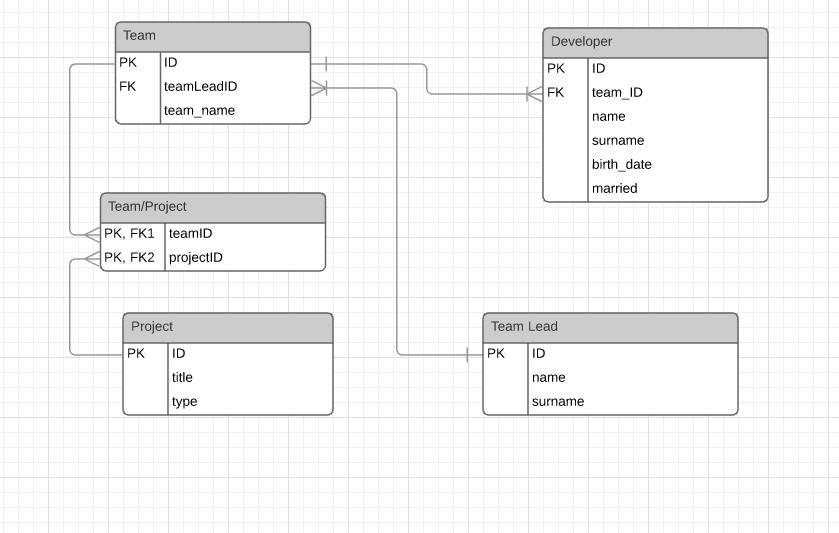 Team
PK ID
FK teamLeadID
team_name
Developer
PK ID
FK team_ID
name
surname
birth_date
married
Team/Project
PK, FK1 teamID
PK, FK2 projectID
Project
PK ID
title
type
Team Lead
PK ID
name
surname